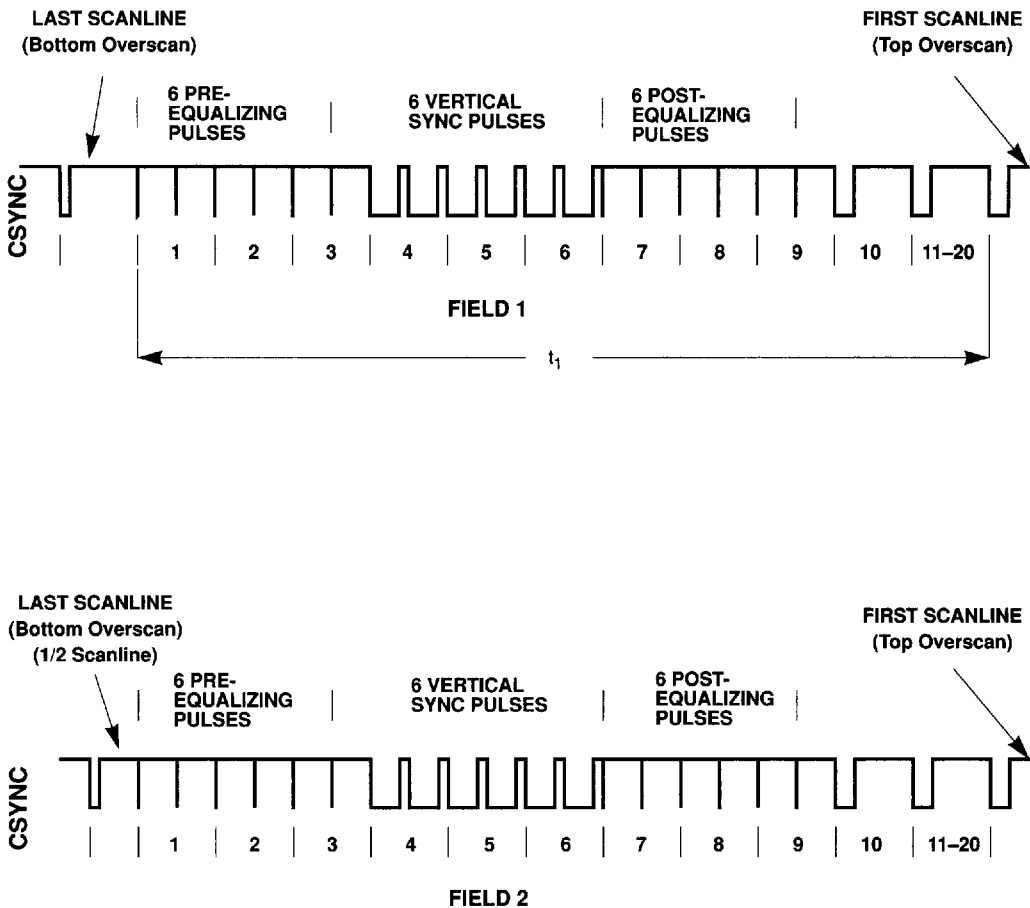 LAST SCANLINE
(Bottom Overscan)
FIRST SCANLINE
(Top Overscan)
6 PRE-
EQUALIZING
PULSES
6 VERTICAL
SYNC PULSES
6 POST-
EQUALIZING
PULSES
CSYNC
1 2 3 4 5 6 7 8 9 10 11–20
FIELD 1
t1
LAST SCANLINE
(Bottom Overscan)
(1/2 Scanline)
FIRST SCANLINE
(Top Overscan)
6 PRE-
EQUALIZING
PULSES
6 VERTICAL
SYNC PULSES
6 POST-
EQUALIZING
PULSES
CSYNC
1 2 3 4 5 6 7 8 9 10 11–20
FIELD 2